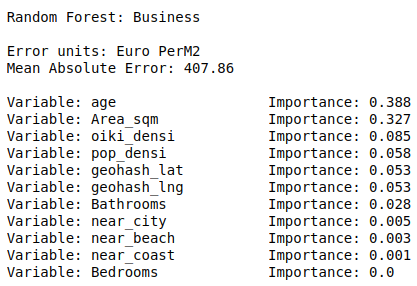 Random Forest: Business
Error units: Euro PerM2
Mean Absolute Error: 407.86
Variable: age Importance: 0.388
Variable: Area_sqm Importance: 0.327
Variable: oiki_densi Importance: 0.085
Variable: pop_densi Importance: 0.058
Variable: geohash_lat Importance: 0.053
Variable: geohash_lng Importance: 0.053
Variable: Bathrooms Importance: 0.028
Variable: near_city Importance: 0.005
Variable: near_beach Importance: 0.003
Variable: near_coast Importance: 0.001
Variable: Bedrooms Importance: 0.0